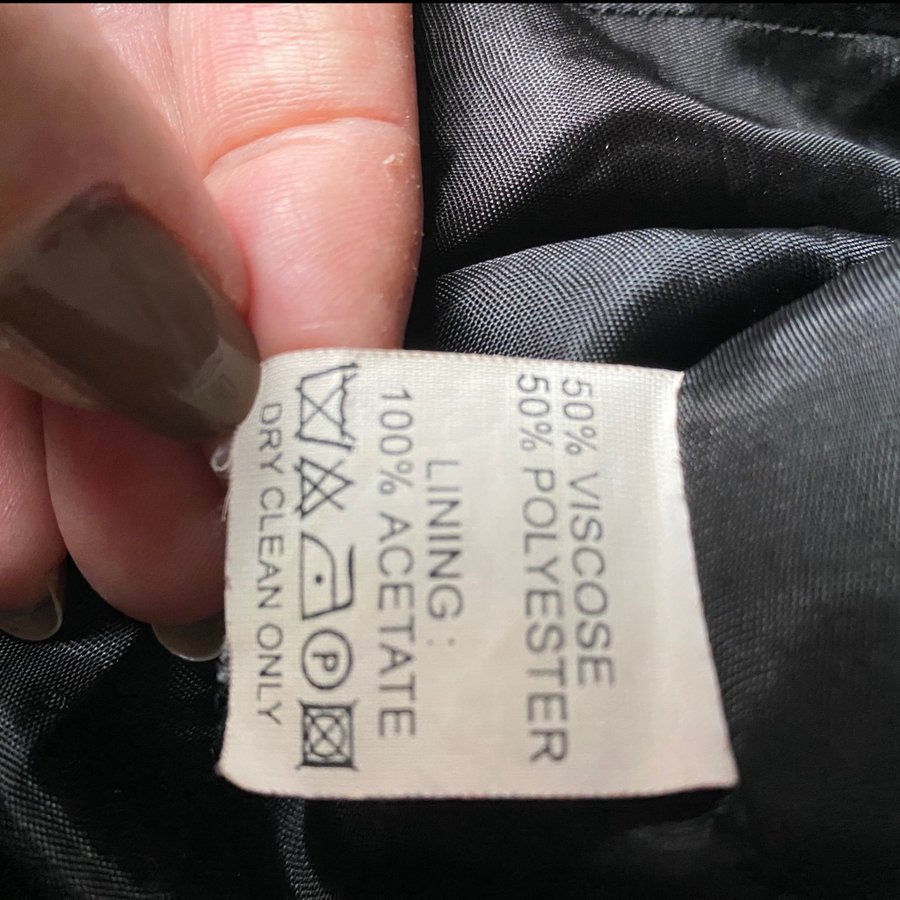 50% VISCOSE
50% POLYESTER
LINING:
100% ACETATE
P
DRY CLEAN ONLY